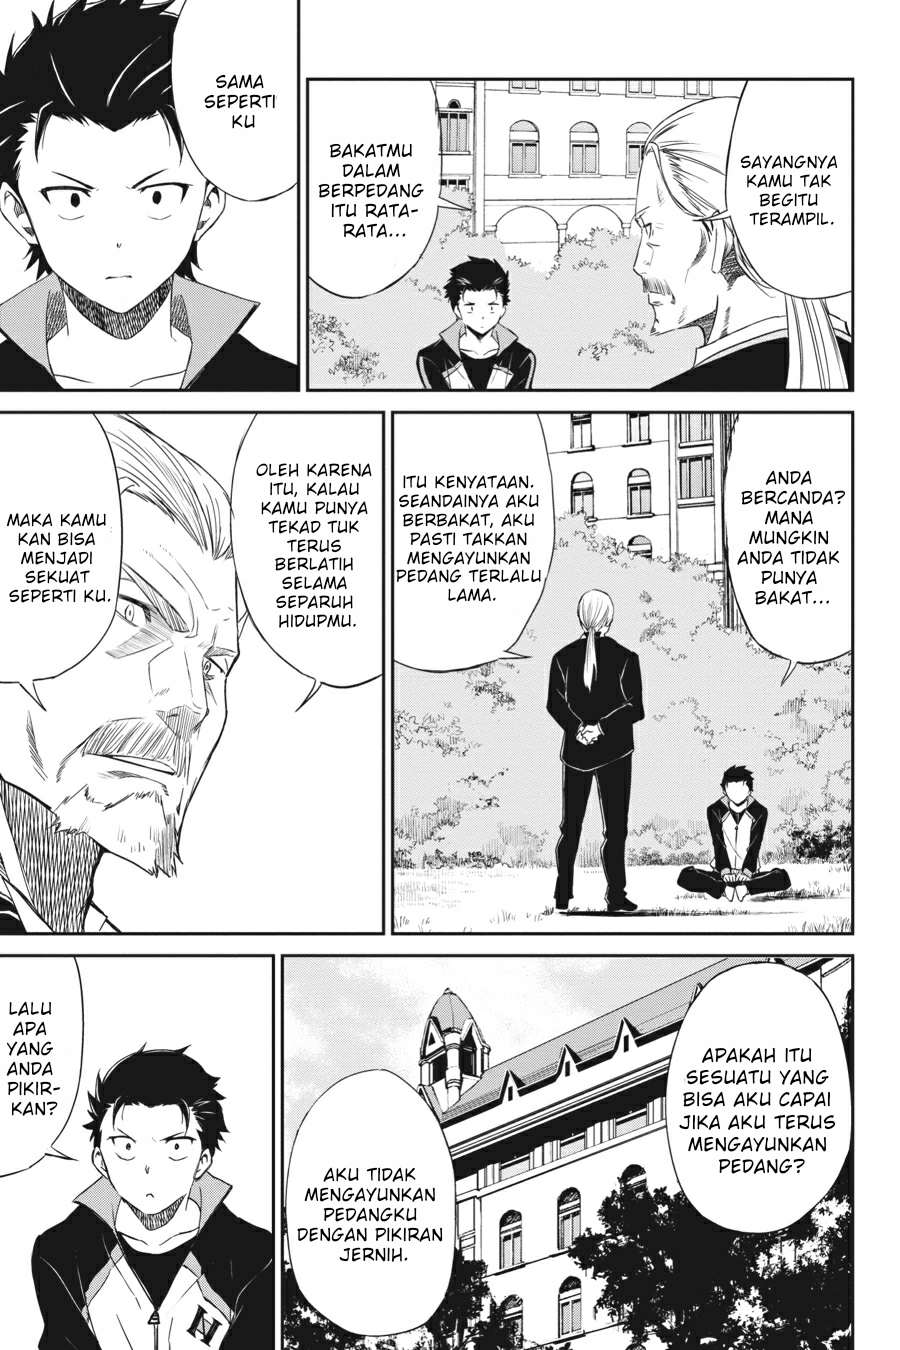 SAYANGNYA
KAMU TAK
BEGITU
TERAMPIL.
BAKATMU
DALAM
BERPEDANG
ITU RATA-
RATA...
SAMA
SEPERTI
KU
ANDA
BERCANDA?
MANA
MUNGKIN
ANDA TIDAK
PUNYA
BAKAT...
ITU KENYATAAN.
SEANDAINYA AKU
BERBAKAT, AKU
PASTI TAKKAN
MENGAYUNKAN
PEDANG TERLALU
LAMA.
OLEH KARENA
ITU, KALAU
KAMU PUNYA
TEKAD TUK
TERUS
BERLATIH
SELAMA
SEPARUH
HIDUPMU.
MAKA KAMU
KAN BISA
MENJADI
SEKUAT
SEPERTI KU.
APAKAH ITU
SESUATU YANG
BISA AKU CAPAI
JIKA AKU TERUS
MENGAYUNKAN
PEDANG?
AKU TIDAK
MENGAYUNKAN
PEDANGKU
DENGAN PIKIRAN
JERNIH.
LALU
APA
YANG
ANDA
PIKIR-
KAN?
N